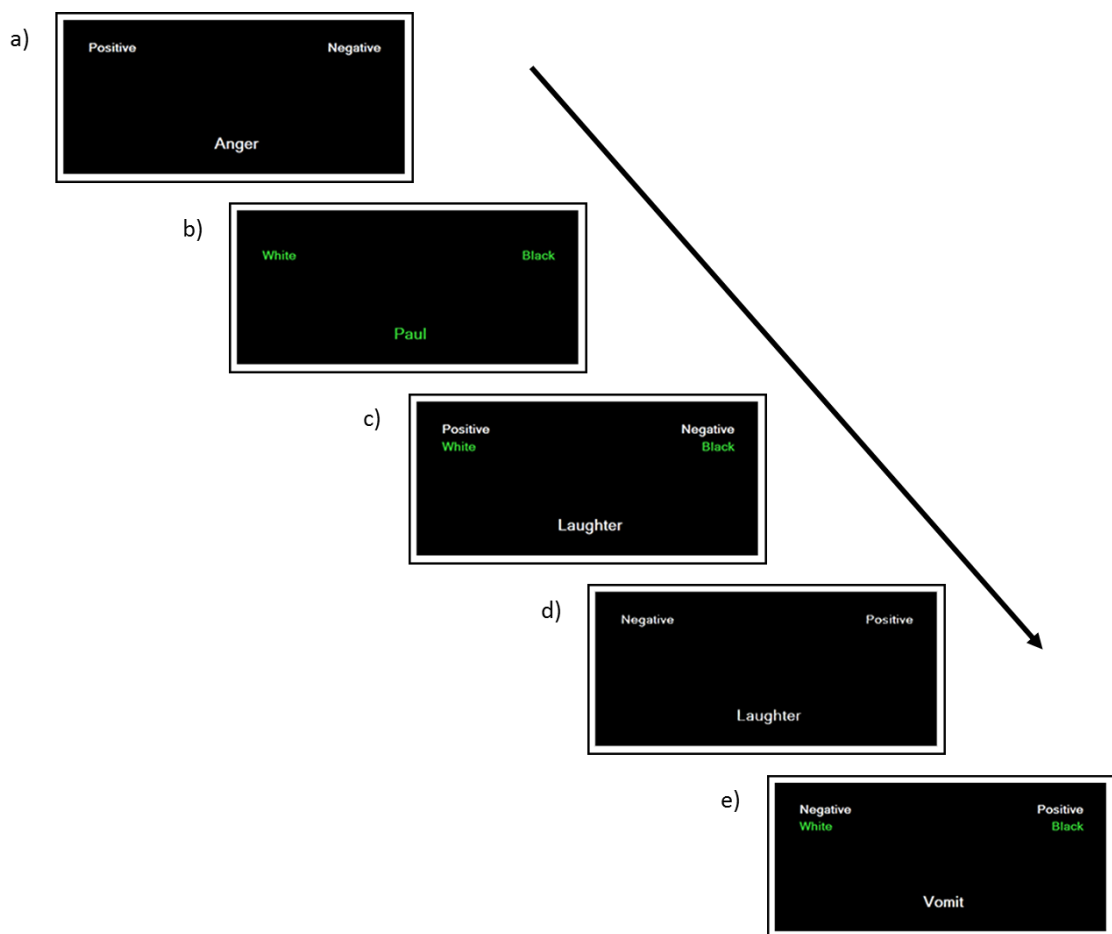 a)
Positive Negative
Anger
b)
White Black
Paul
c)
Positive Negative
White Black
Laughter
d)
Negative Positive
Laughter
e)
Negative Positive
White Black
Vomit